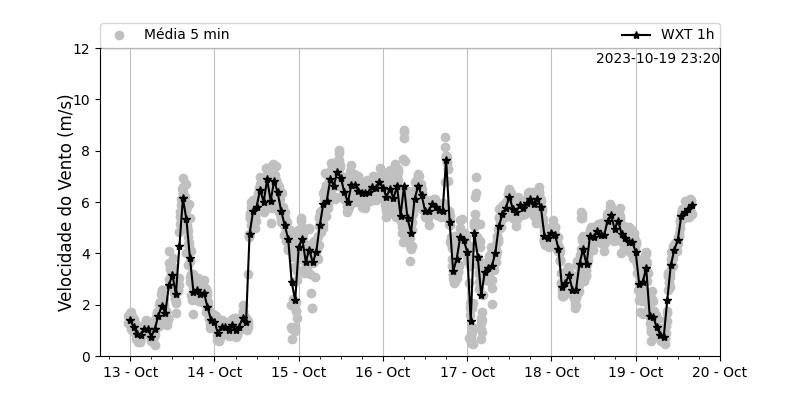 Média 5 min
WXT 1h
2023-10-19 23:20
Velocidade do Vento (m/s)
12
10
8
6
4
2
0
13 - Oct
14 - Oct
15 - Oct
16 - Oct
17 - Oct
18 - Oct
19 - Oct
20 - Oct